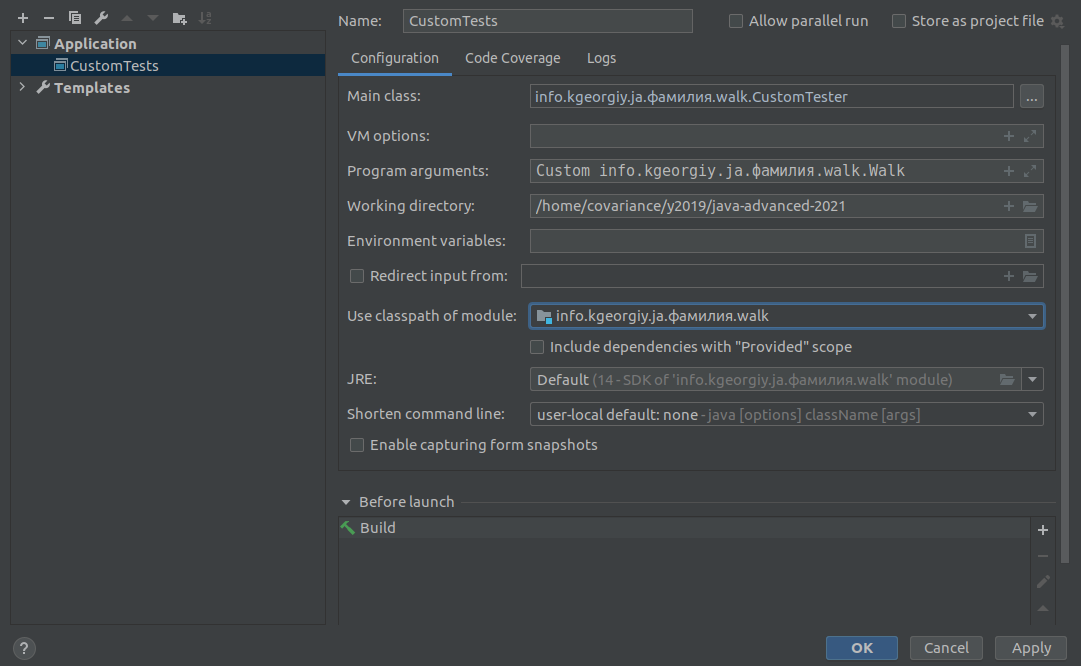 Name: CustomTests Allow parallel run Store as project file
Application
CustomTests
Templates
Configuration Code Coverage Logs
Main class: info.kgeorgiy.ja.фамилия.walk.CustomTester ...
VM options:
Program arguments: Custom info.kgeorgiy.ja.фамилия.walk.Walk
Working directory: /home/covariance/y2019/java-advanced-2021
Environment variables:
Redirect input from:
Use classpath of module: info.kgeorgiy.ja.фамилия.walk
Include dependencies with "Provided" scope
JRE: Default (14 - SDK of 'info.kgeorgiy.ja.фамилия.walk' module)
Shorten command line: user-local default: none - java [options] className [args]
Enable capturing form snapshots
Before launch
Build
? OK Cancel Apply